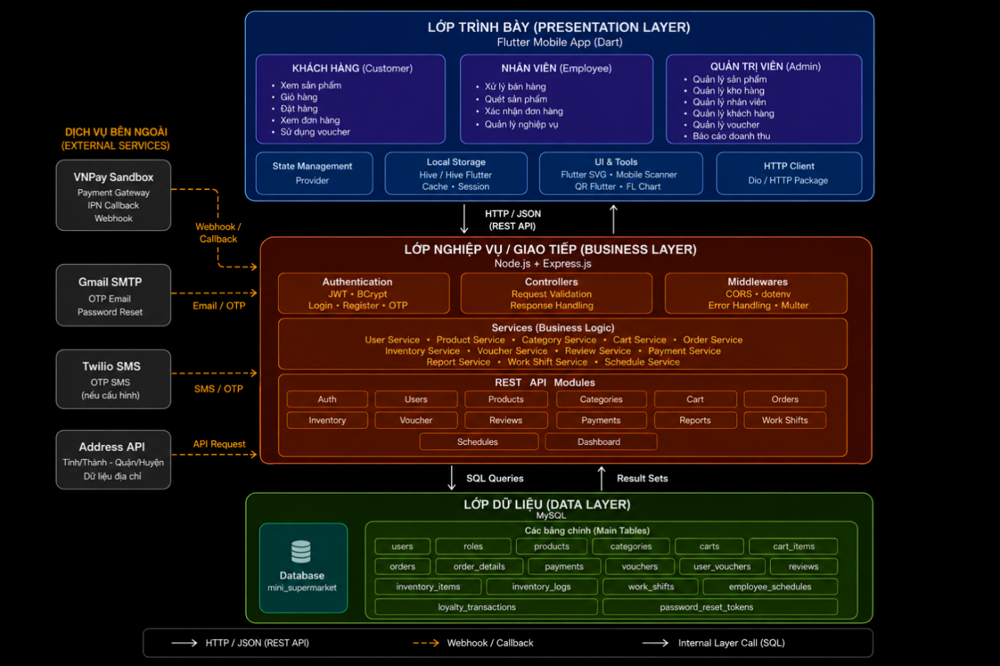 LỚP TRÌNH BÀY (PRESENTATION LAYER)
Flutter Mobile App (Dart)
KHÁCH HÀNG (Customer)
• Xem sản phẩm
• Giỏ hàng
• Đặt hàng
• Xem đơn hàng
• Sử dụng voucher
NHÂN VIÊN (Employee)
• Xử lý bán hàng
• Quét sản phẩm
• Xác nhận đơn hàng
• Quản lý nghiệp vụ
QUẢN TRỊ VIÊN (Admin)
• Quản lý sản phẩm
• Quản lý kho hàng
• Quản lý nhân viên
• Quản lý khách hàng
• Quản lý voucher
• Báo cáo doanh thu
State Management
Provider
Local Storage
Hive / Hive Flutter
Cache • Session
UI & Tools
Flutter SVG • Mobile Scanner
QR Flutter • FL Chart
HTTP Client
Dio / HTTP Package
DỊCH VỤ BÊN NGOÀI
(EXTERNAL SERVICES)
VNPay Sandbox
Payment Gateway
IPN Callback
Webhook
Webhook /
Callback
Gmail SMTP
OTP Email
Password Reset
Email / OTP
Twilio SMS
OTP SMS
(nếu cấu hình)
SMS / OTP
Address API
Tỉnh/Thành - Quận/Huyện
Dữ liệu địa chỉ
API Request
HTTP / JSON
(REST API)
LỚP NGHIỆP VỤ / GIAO TIẾP (BUSINESS LAYER)
Node.js + Express.js
Authentication
JWT • BCrypt
Login • Register • OTP
Controllers
Request Validation
Response Handling
Middlewares
CORS • dotenv
Error Handling • Multer
Services (Business Logic)
User Service • Product Service • Category Service • Cart Service • Order Service
Inventory Service • Voucher Service • Review Service • Payment Service
Report Service • Work Shift Service • Schedule Service
REST API Modules
Auth Users Products Categories Cart Orders
Inventory Voucher Reviews Payments Reports Work Shifts
Schedules Dashboard
SQL Queries
Result Sets
LỚP DỮ LIỆU (DATA LAYER)
MySQL
Database
mini_supermarket
Các bảng chính (Main Tables)
users roles products categories carts cart_items
orders order_details payments vouchers user_vouchers reviews
inventory_items inventory_logs work_shifts employee_schedules
loyalty_transactions password_reset_tokens
HTTP / JSON (REST API)
Webhook / Callback
Internal Layer Call (SQL)